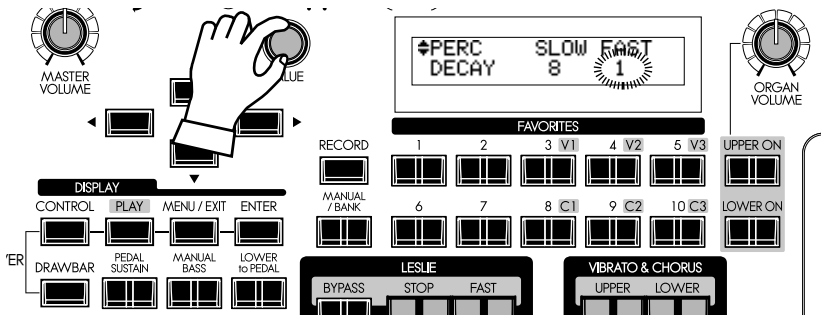 MASTER
VOLUME
PERC SLOW FAST
DECAY 8 1
ORGAN
VOLUME
FAVORITES
RECORD
1 2 3 V1 4 V2 5 V3
UPPER ON
DISPLAY
CONTROL PLAY MENU / EXIT ENTER
MANUAL
/ BANK
6 7 8 C1 9 C2 10 C3
LOWER ON
DRAWBAR
PEDAL
SUSTAIN
MANUAL
BASS
LOWER
to PEDAL
LESLIE
BYPASS STOP FAST
VIBRATO & CHORUS
UPPER LOWER